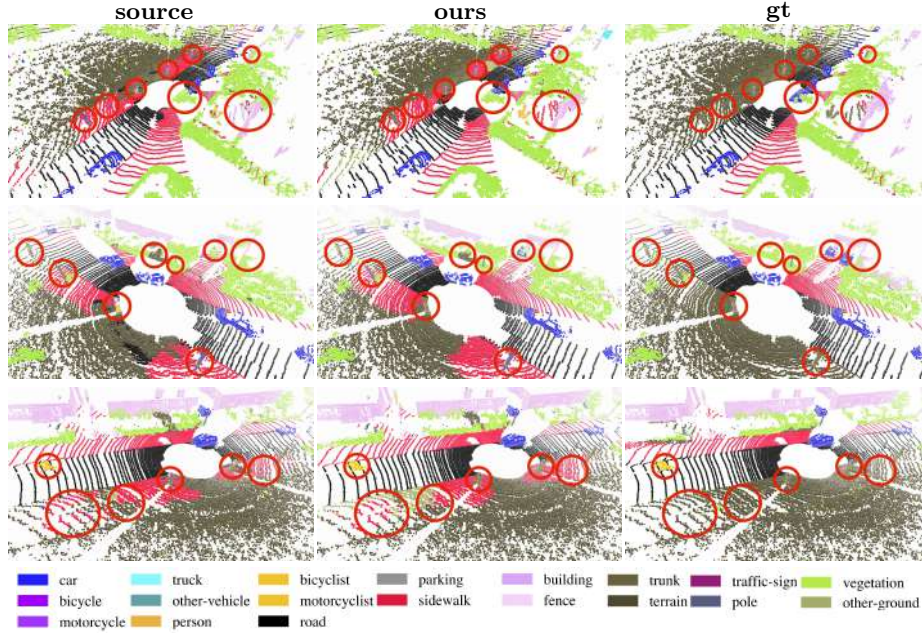 source ours gt
car truck bicyclist parking building trunk traffic-sign vegetation
bicycle other-vehicle motorcyclist sidewalk fence terrain pole other-ground
motorcycle person road